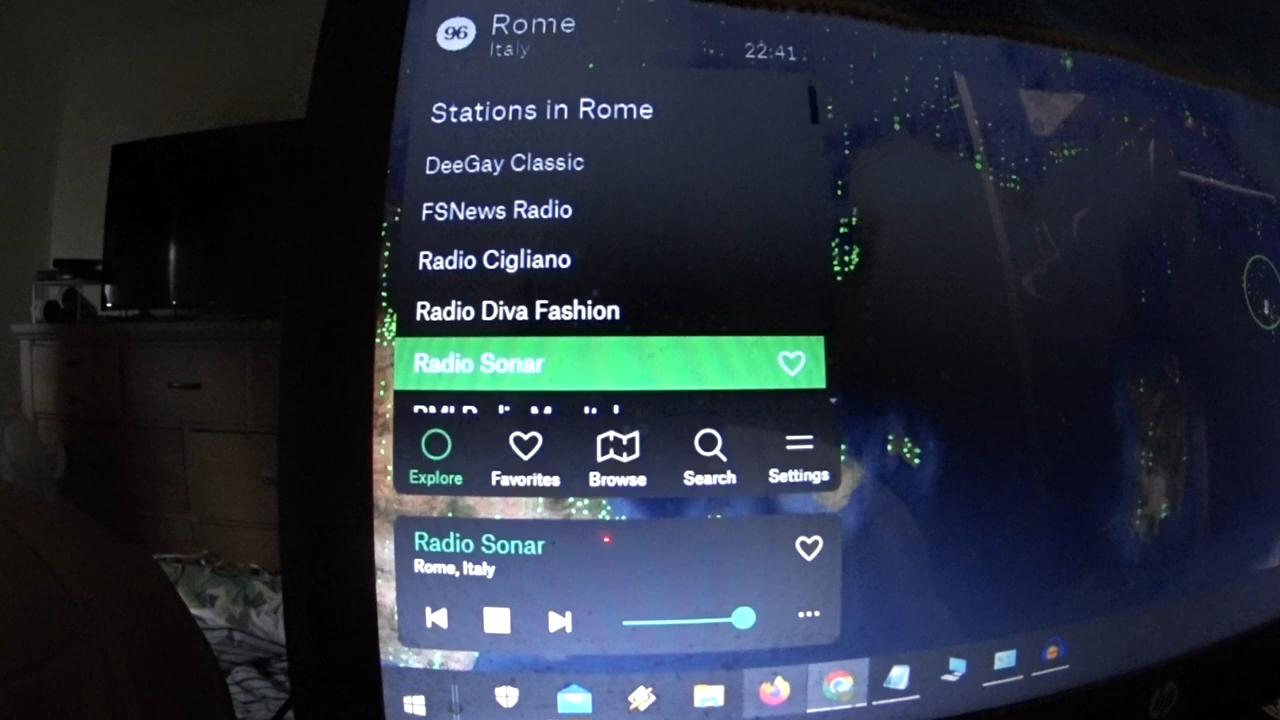 96
Rome
Italy
22:41
Stations in Rome
DeeGay Classic
FSNews Radio
Radio Cigliano
Radio Diva Fashion
Radio Sonar
Explore
Favorites
Browse
Search
Settings
Radio Sonar
Rome, Italy